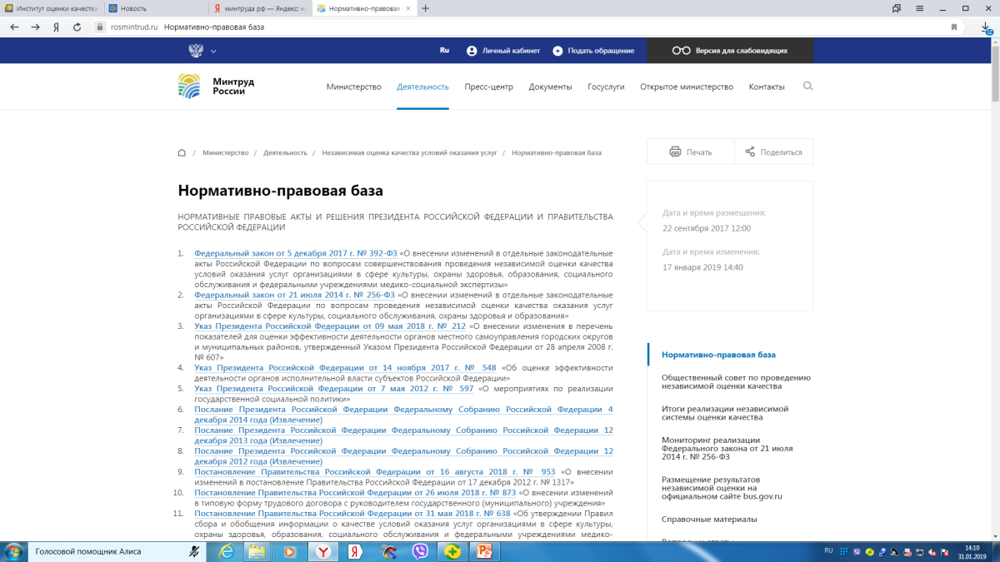 Институт оценки качества
Новость
минтруда рф — Яндекс: на
Нормативно-правовая
rosmintrud.ru Нормативно-правовая база
Ru
Личный кабинет
Подать обращение
Версия для слабовидящих
Минтруд
России
Министерство
Деятельность
Пресс-центр
Документы
Госуслуги
Открытое министерство
Контакты
/ Министерство / Деятельность / Независимая оценка качества условий оказания услуг / Нормативно-правовая база
Печать
Поделиться
Нормативно-правовая база
НОРМАТИВНЫЕ ПРАВОВЫЕ АКТЫ И РЕШЕНИЯ ПРЕЗИДЕНТА РОССИЙСКОЙ ФЕДЕРАЦИИ И ПРАВИТЕЛЬСТВА
РОССИЙСКОЙ ФЕДЕРАЦИИ
1. Федеральный закон от 5 декабря 2017 г. № 392-ФЗ «О внесении изменений в отдельные законодательные
акты Российской Федерации по вопросам совершенствования проведения независимой оценки качества
условий оказания услуг организациями в сфере культуры, охраны здоровья, образования, социального
обслуживания и федеральными учреждениями медико-социальной экспертизы»
2. Федеральный закон от 21 июля 2014 г. № 256-ФЗ «О внесении изменений в отдельные законодательные
акты Российской Федерации по вопросам проведения независимой оценки качества оказания услуг
организациями в сфере культуры, социального обслуживания, охраны здоровья и образования»
3. Указ Президента Российской Федерации от 09 мая 2018 г. № 212 «О внесении изменения в перечень
показателей для оценки эффективности деятельности органов местного самоуправления городских округов
и муниципальных районов, утвержденный Указом Президента Российской Федерации от 28 апреля 2008 г.
№ 607»
4. Указ Президента Российской Федерации от 14 ноября 2017 г. № 548 «Об оценке эффективности
деятельности органов исполнительной власти субъектов Российской Федерации»
5. Указ Президента Российской Федерации от 7 мая 2012 г. № 597 «О мероприятиях по реализации
государственной социальной политики»
6. Послание Президента Российской Федерации Федеральному Собранию Российской Федерации 4
декабря 2014 года (Извлечение)
7. Послание Президента Российской Федерации Федеральному Собранию Российской Федерации 12
декабря 2013 года (Извлечение)
8. Послание Президента Российской Федерации Федеральному Собранию Российской Федерации 12
декабря 2012 года (Извлечение)
9. Постановление Правительства Российской Федерации от 16 августа 2018 г. № 953 «О внесении
изменений в постановление Правительства Российской Федерации от 17 декабря 2012 г. № 1317»
10. Постановление Правительства Российской Федерации от 26 июля 2018 г. № 873 «О внесении изменений
в типовую форму трудового договора с руководителем государственного (муниципального) учреждения»
11. Постановление Правительства Российской Федерации от 31 мая 2018 г. № 638 «Об утверждении Правил
сбора и обобщения информации о качестве условий оказания услуг организациями в сфере культуры,
охраны здоровья, образования, социального обслуживания и федеральными учреждениями медико-
Дата и время размещения:
22 сентября 2017 12:00
Дата и время изменения:
17 января 2019 14:40
Нормативно-правовая база
Общественный совет по проведению
независимой оценки качества
Итоги реализации независимой
системы оценки качества
Мониторинг реализации
Федерального закона от 21 июля
2014 г. № 256-ФЗ
Размещение результатов
независимой оценки на
официальном сайте bus.gov.ru
Справочные материалы
Вопросы и ответы
Голосовой помощник Алиса
RU
14:10
31.01.2019